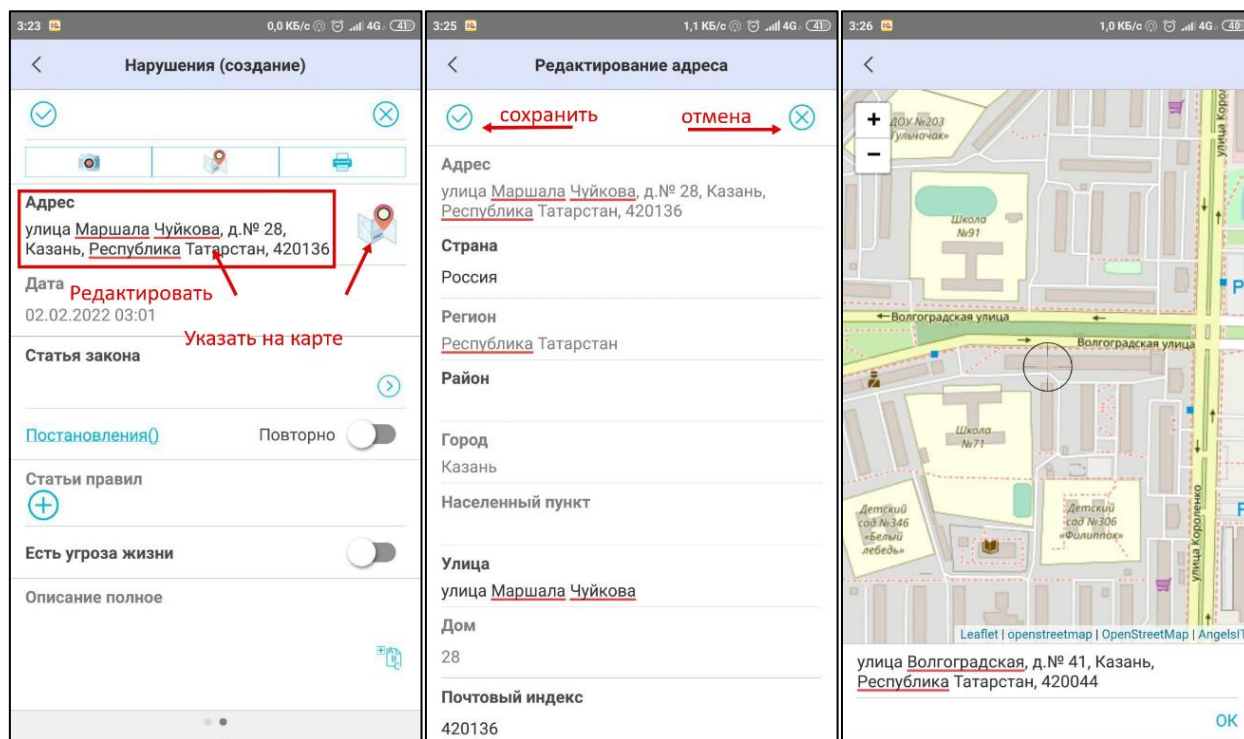 3:23
0,0 КБ/с
4G
41
Нарушения (создание)
Адрес
улица Маршала Чуйкова, д.№ 28,
Казань, Республика Татарстан, 420136
Дата
Редактировать
02.02.2022 03:01
Указать на карте
Статья закона
Постановления()
Повторно
Статьи правил
Есть угроза жизни
Описание полное
3:25
1,1 КБ/с
4G
41
Редактирование адреса
сохранить
отмена
Адрес
улица Маршала Чуйкова, д.№ 28, Казань,
Республика Татарстан, 420136
Страна
Россия
Регион
Республика Татарстан
Район
Город
Казань
Населенный пункт
Улица
улица Маршала Чуйкова
Дом
28
Почтовый индекс
420136
3:26
1,0 КБ/с
4G
40
+
−
ДОУ №203
Гульчачак»
улица Коро
Школа
№91
P
Волгоградская улица
Волгоградская улица
Школа
№71
Детский
сад №346
«Белый
лебедь»
Детский
сад №306
«Филиппок»
улица Короленко
Leaflet | openstreetmap | OpenStreetMap | AngelsIT
улица Волгоградская, д.№ 41, Казань,
Республика Татарстан, 420044
ОК